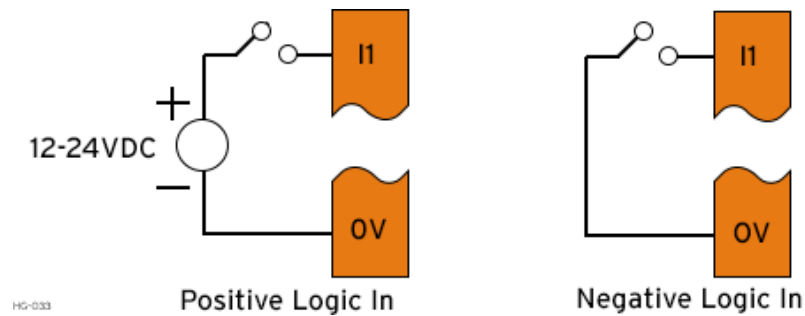 I1
I1
+
12-24VDC
−
0V
0V
HG-033
Positive Logic In
Negative Logic In